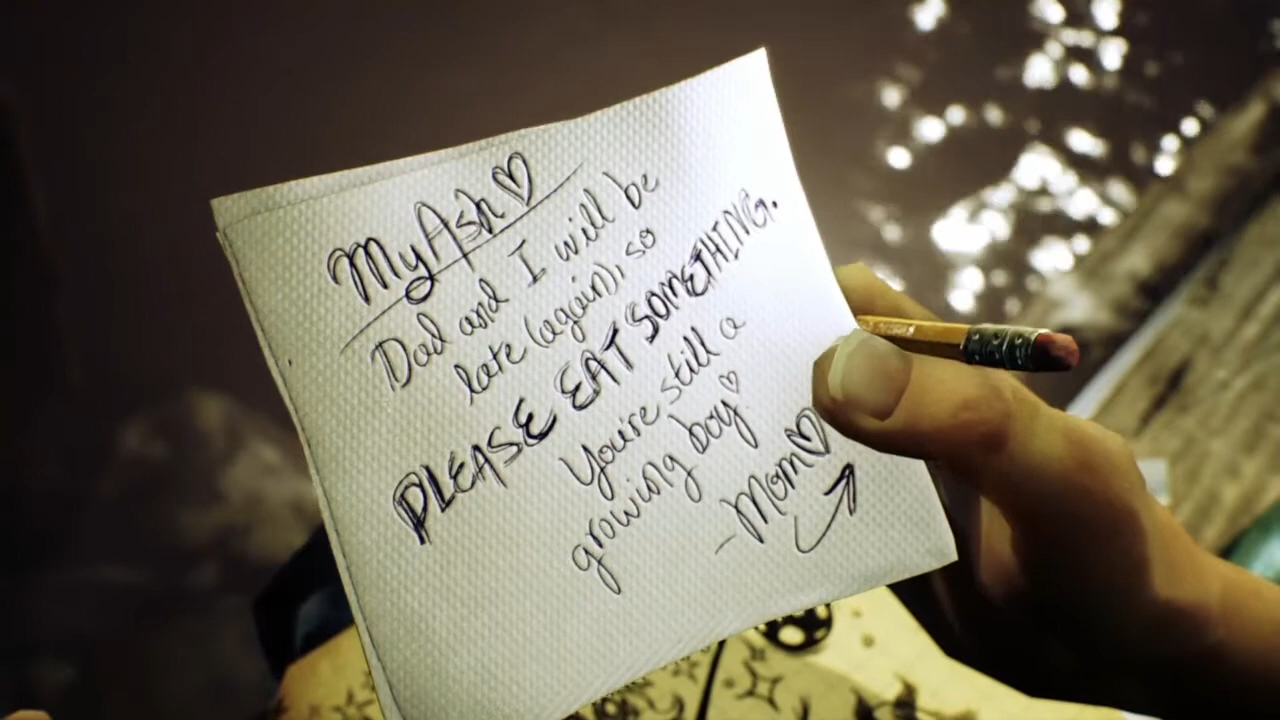 My Ash♡
Dad and I will be
late (again), so
PLEASE EAT SOMETHING.
You're still a
growing boy♡
-Mom♡